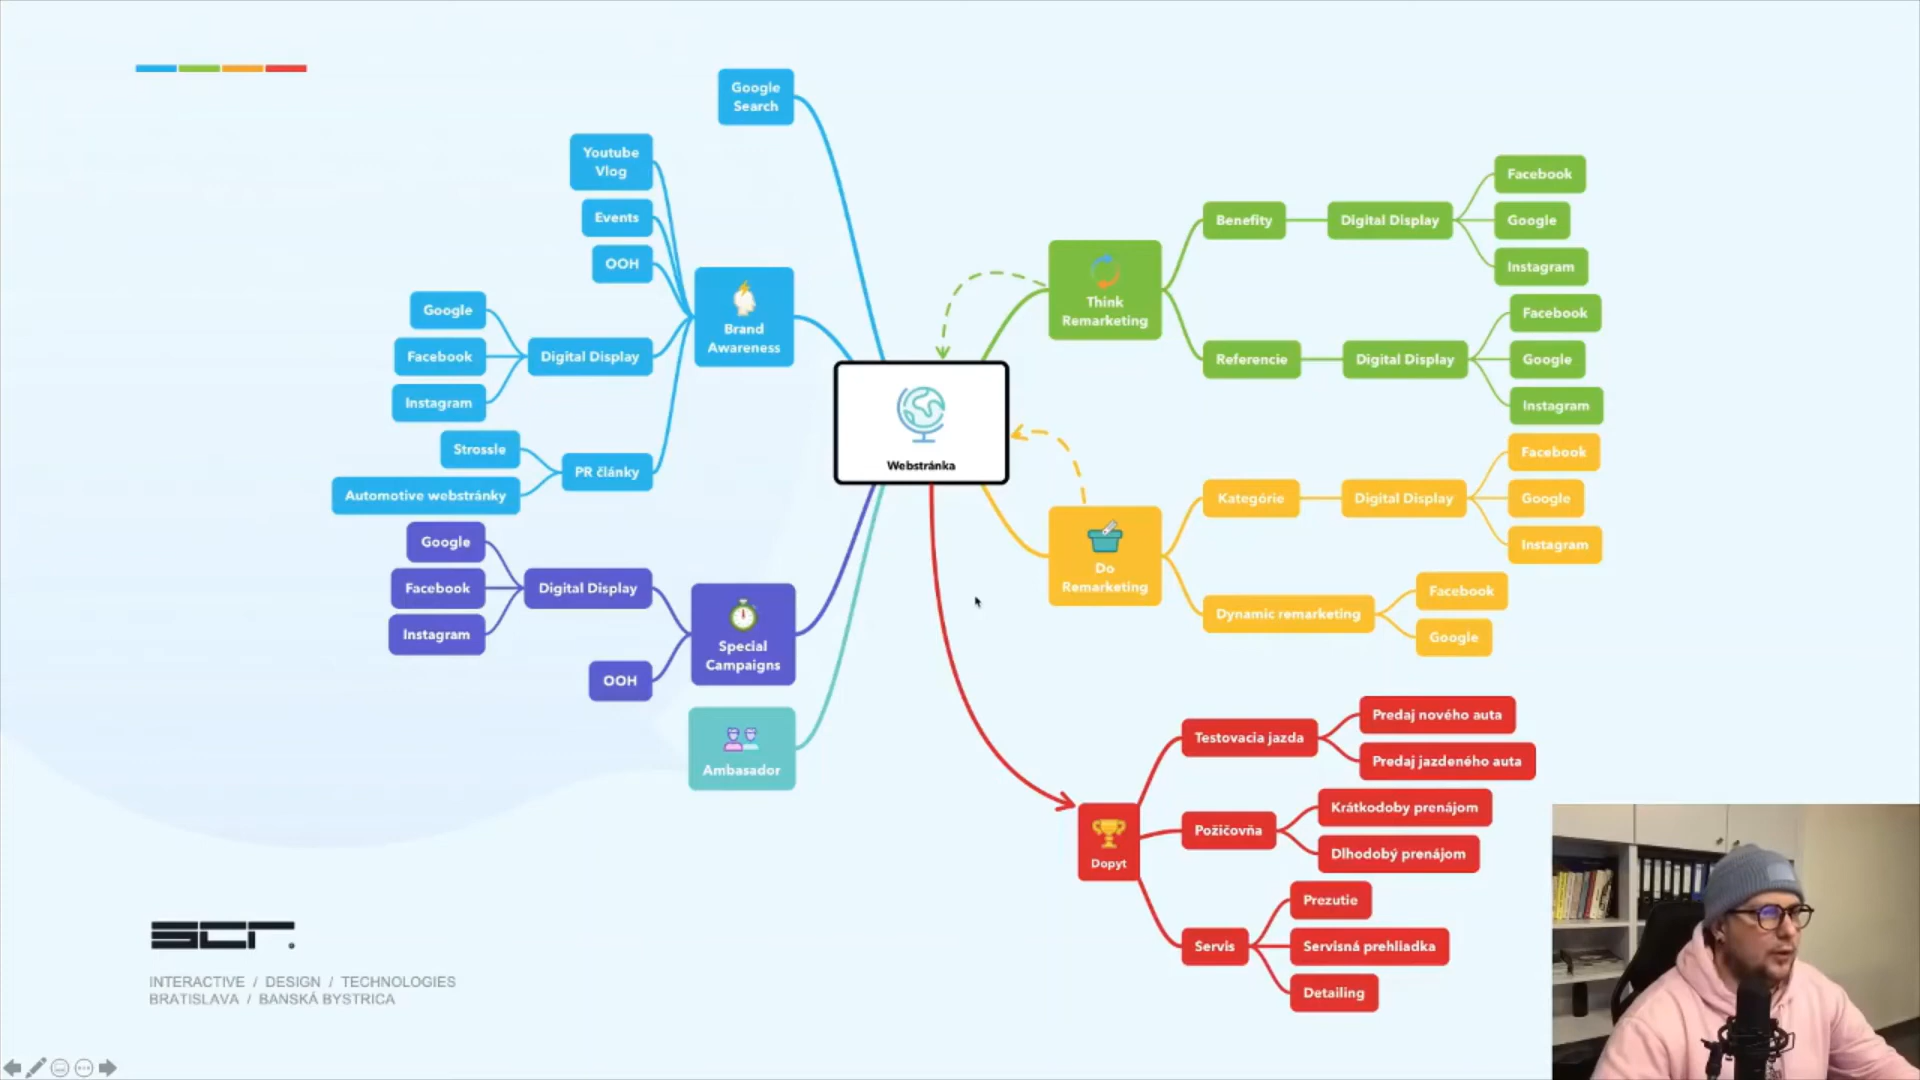 Google
Search
Youtube
Vlog
Events
OOH
Google
Facebook
Instagram
Digital Display
Strossle
Automotive webstránky
PR články
Brand
Awareness
Google
Facebook
Instagram
Digital Display
OOH
Special
Campaigns
Ambasador
Webstránka
Think
Remarketing
Benefity
Digital Display
Facebook
Google
Instagram
Referencie
Digital Display
Facebook
Google
Instagram
Do
Remarketing
Kategórie
Digital Display
Facebook
Google
Instagram
Dynamic remarketing
Facebook
Google
Dopyt
Testovacia jazda
Predaj nového auta
Predaj jazdeného auta
Požičovňa
Krátkodoby prenájom
Dlhodobý prenájom
Servis
Prezutie
Servisná prehliadka
Detailing
scr.
INTERACTIVE / DESIGN / TECHNOLOGIES
BRATISLAVA / BANSKÁ BYSTRICA